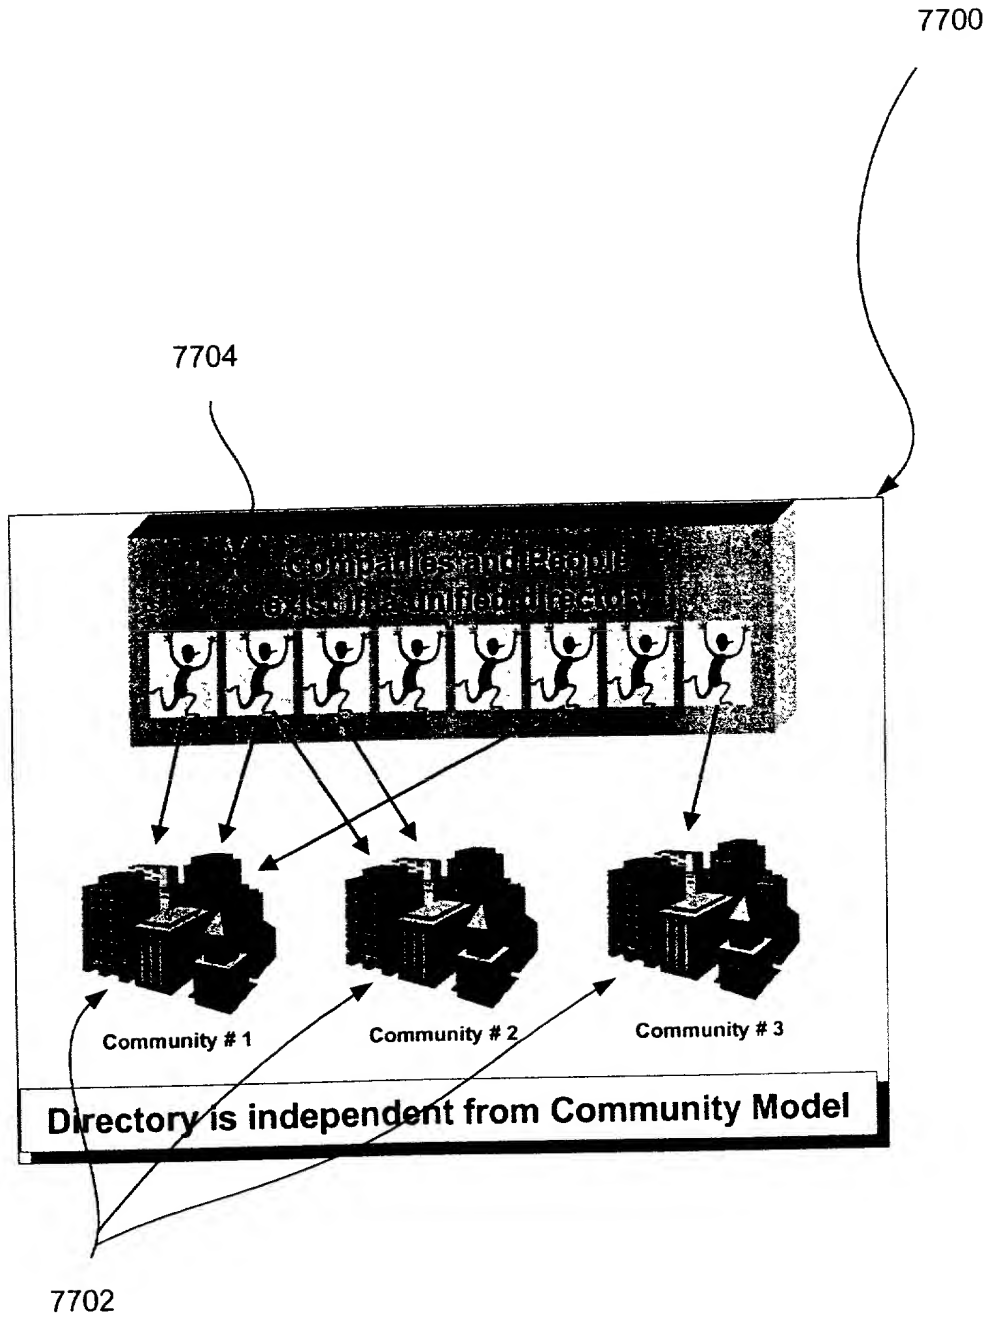 7700
7704
Companies and People
exist in a unified directory
Community # 1
Community # 2
Community # 3
Directory is independent from Community Model
7702